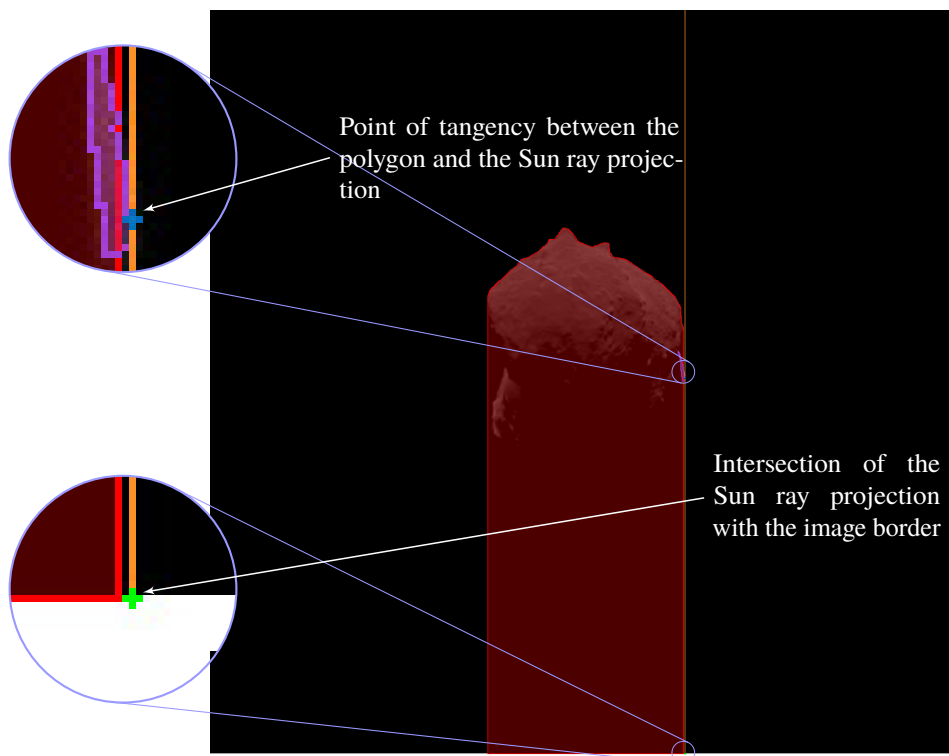 Point of tangency between the
polygon and the Sun ray projec-
tion
Intersection of the
Sun ray projection
with the image border